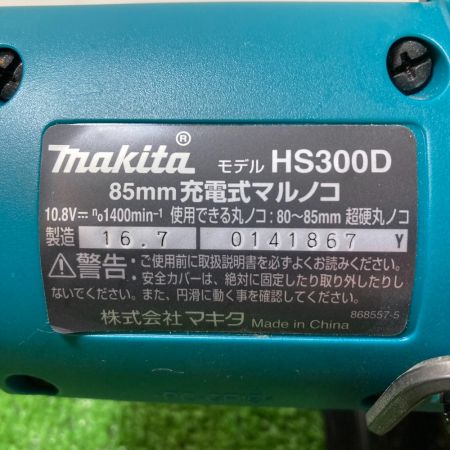 makita® モデル HS300D
85mm 充電式マルノコ
10.8V⎓ n₀1400min⁻¹ 使用できる丸ノコ：80～85mm 超硬丸ノコ
製造 16.7 0141867 Y
⚠警告：ご使用前に取扱説明書を必ずよくお読みください。
安全カバーは、絶対に固定したり取り外したりし
ないでください。また、円滑に動く事を確認してください。
株式会社マキタ Made in China 868557-5